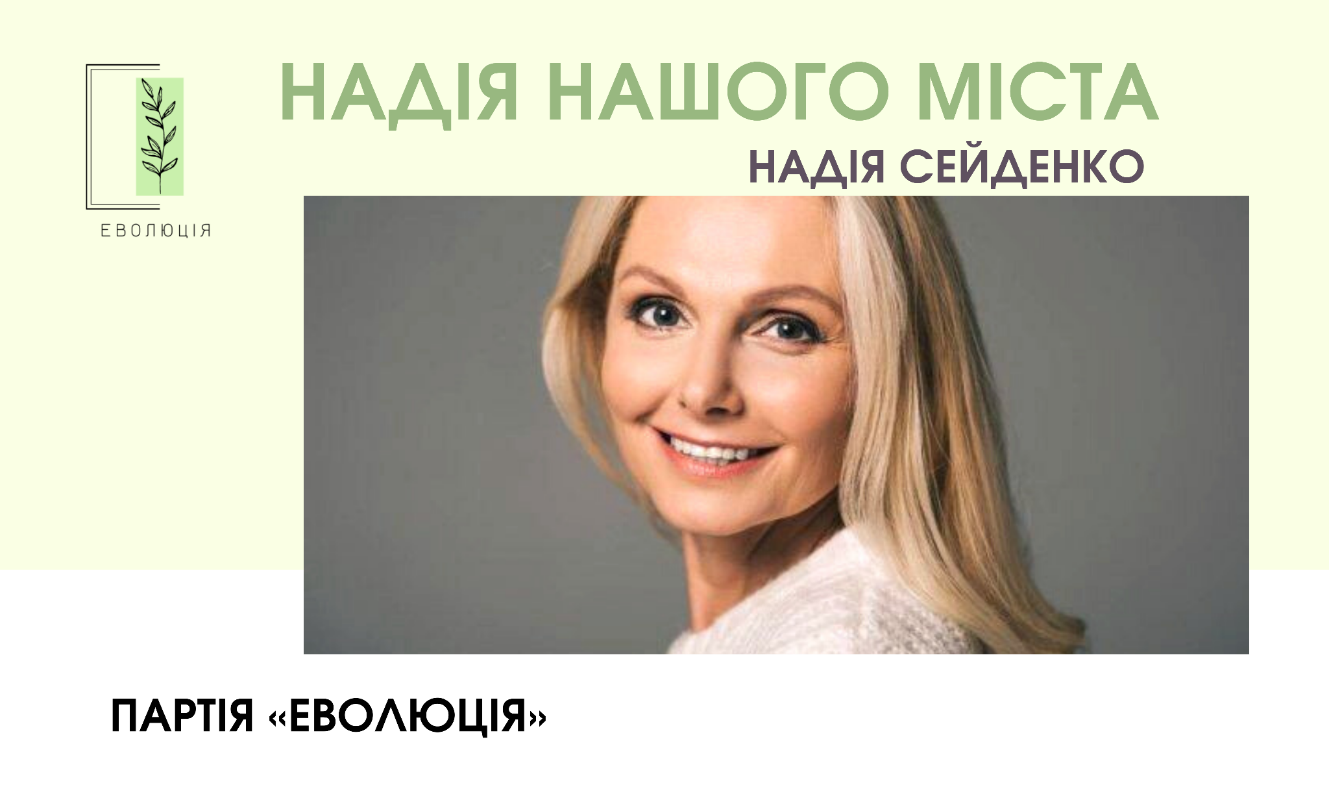 НАДІЯ НАШОГО МІСТА
НАДІЯ СЕЙДЕНКО
ЕВОЛЮЦІЯ
ПАРТІЯ «ЕВОЛЮЦІЯ»